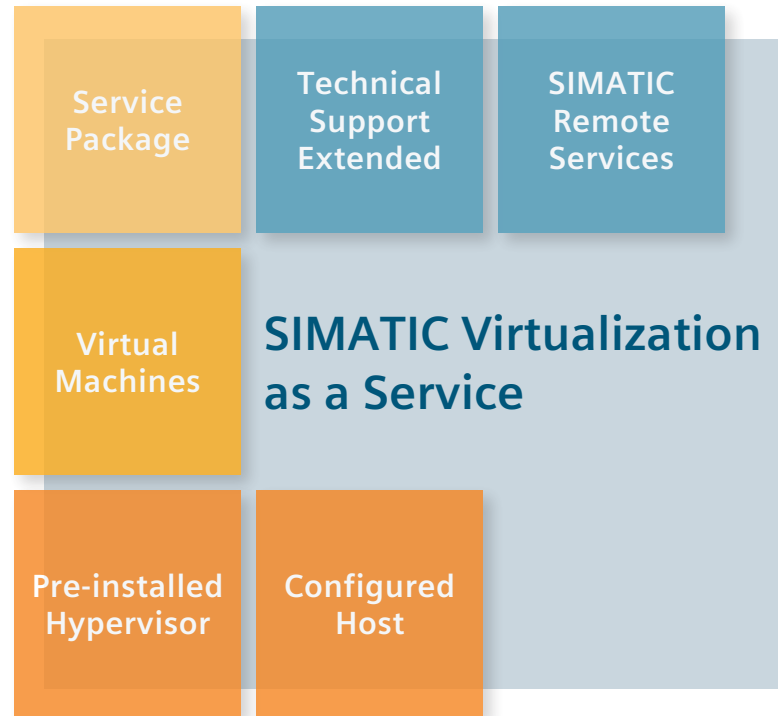 Service
Package
Technical
Support
Extended
SIMATIC
Remote
Services
Virtual
Machines
SIMATIC Virtualization
as a Service
Pre-installed
Hypervisor
Configured
Host